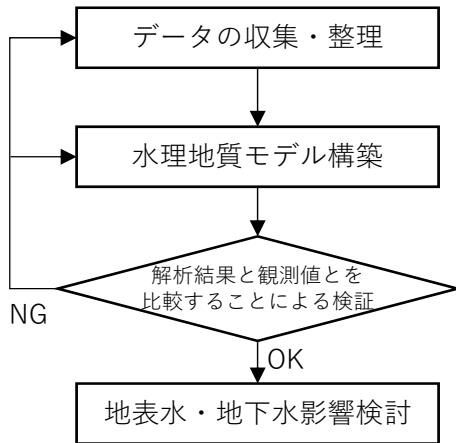 データの収集・整理
水理地質モデル構築
解析結果と観測値とを
比較することによる検証
NG
OK
地表水・地下水影響検討